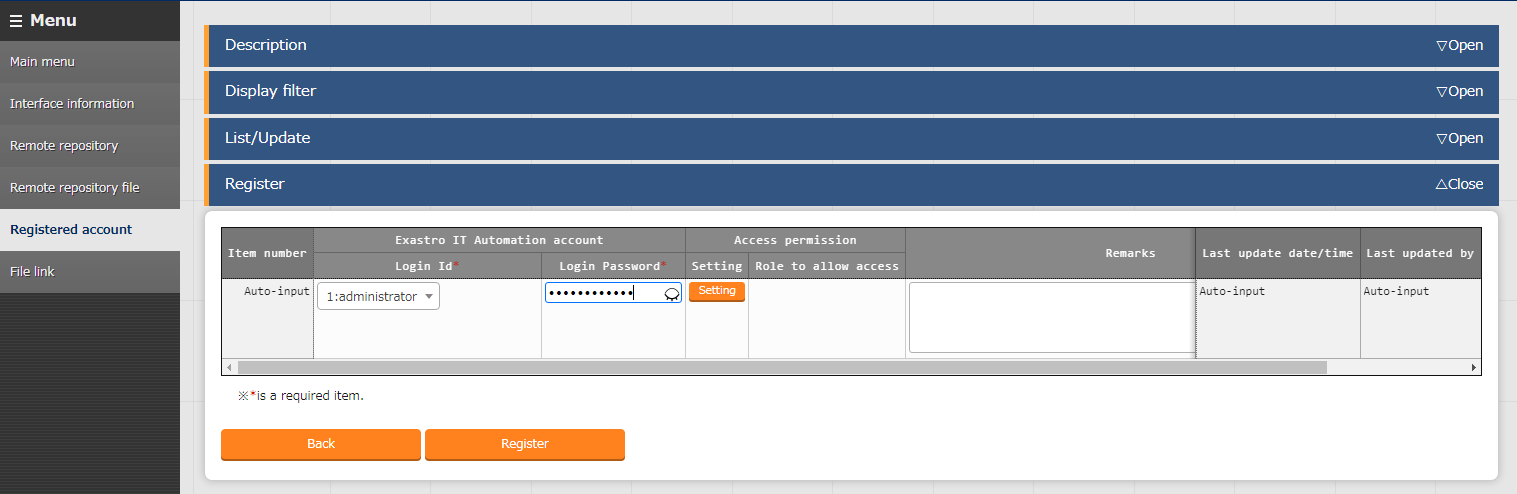 ☰ Menu
Main menu
Interface information
Remote repository
Remote repository file
Registered account
File link
Description ▽Open
Display filter ▽Open
List/Update ▽Open
Register △Close
Item number Exastro IT Automation account Access permission Remarks Last update date/time Last updated by
Login Id* Login Password* Setting Role to allow access
Auto-input 1:administrator •••••••••••• Setting Auto-input Auto-input
※*is a required item.
Back Register